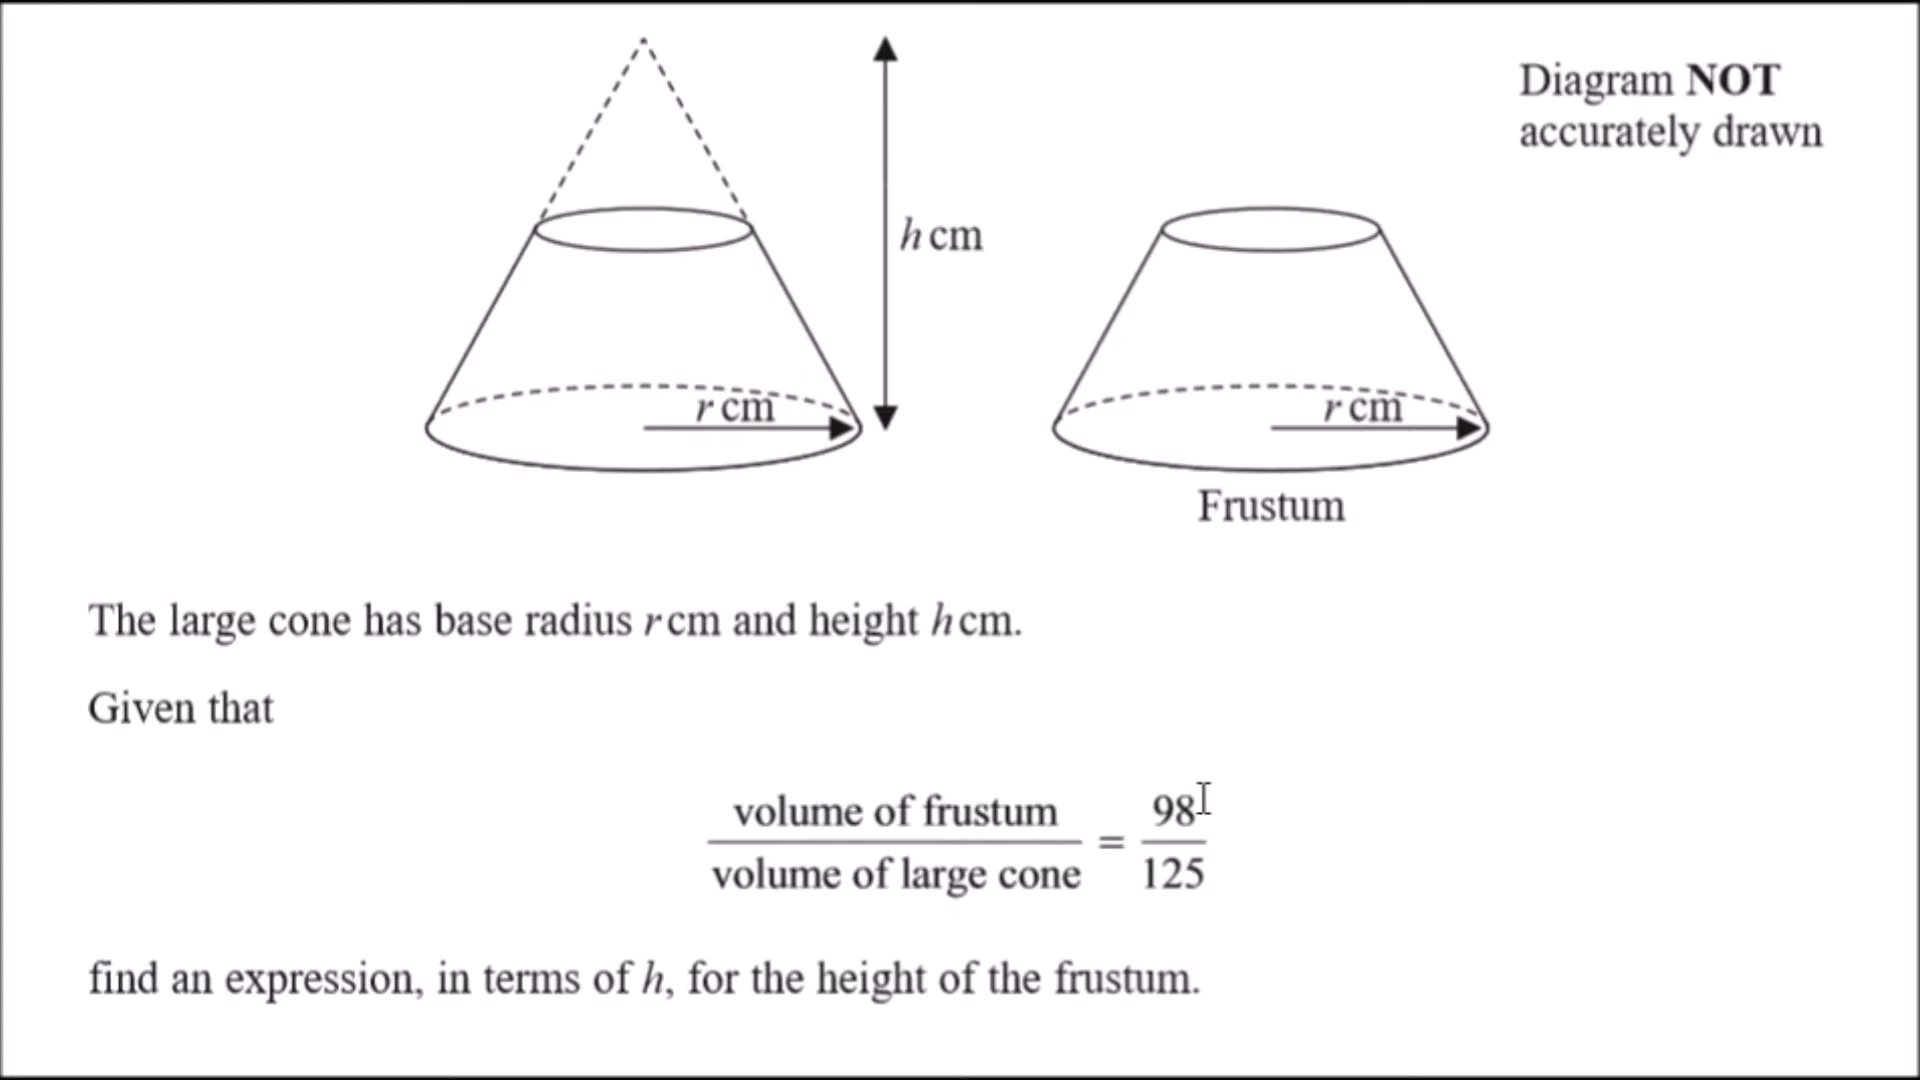 Diagram NOT
accurately drawn
h cm
r cm
r cm
Frustum
The large cone has base radius r cm and height h cm.
Given that
volume of frustum
volume of large cone
=
98
125
find an expression, in terms of h, for the height of the frustum.